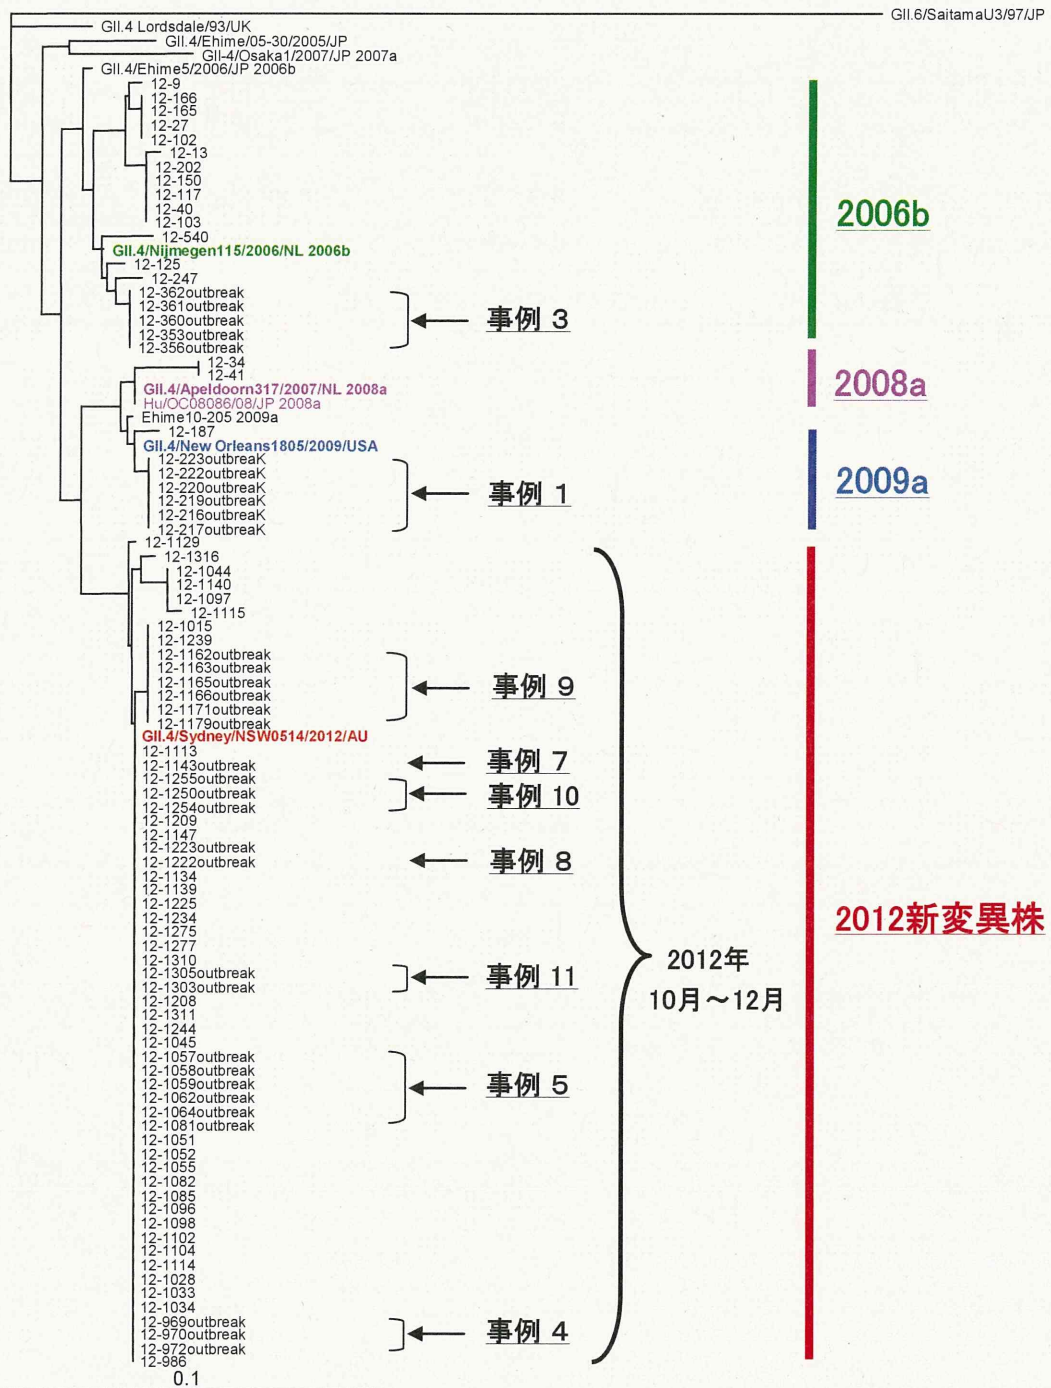 GII.6/SaitamaU3/97/JP
GII.4 Lordsdale/93/UK
GII.4/Ehime/05-30/2005/JP
GII-4/Osaka1/2007/JP 2007a
GII.4/Ehime5/2006/JP 2006b
12-9
12-166
12-165
12-27
12-102
12-13
12-202
12-150
12-117
12-40
12-103
12-540
GII.4/Nijmegen115/2006/NL 2006b
12-125
12-247
12-362outbreak
12-361outbreak
12-360outbreak
12-353outbreak
12-356outbreak
事例 3
2006b
12-34
12-41
GII.4/Apeldoorn317/2007/NL 2008a
Hu/OC08086/08/JP 2008a
2008a
Ehime10-205 2009a
12-187
GII.4/New Orleans1805/2009/USA
12-223outbreaK
12-222outbreaK
12-220outbreaK
12-219outbreaK
12-216outbreaK
12-217outbreaK
事例 1
2009a
12-1129
12-1316
12-1044
12-1140
12-1097
12-1115
12-1015
12-1239
12-1162outbreak
12-1163outbreak
12-1165outbreak
12-1166outbreak
12-1171outbreak
12-1179outbreak
事例 9
GII.4/Sydney/NSW0514/2012/AU
12-1113
12-1143outbreak
事例 7
12-1255outbreak
12-1250outbreak
12-1254outbreak
事例 10
12-1209
12-1147
12-1223outbreak
12-1222outbreak
事例 8
12-1134
12-1139
12-1225
12-1234
12-1275
12-1277
12-1310
12-1305outbreak
12-1303outbreak
事例 11
12-1208
12-1311
12-1244
12-1045
12-1057outbreak
12-1058outbreak
12-1059outbreak
12-1062outbreak
12-1064outbreak
12-1081outbreak
事例 5
12-1051
12-1052
12-1055
12-1082
12-1085
12-1096
12-1098
12-1102
12-1104
12-1114
12-1028
12-1033
12-1034
12-969outbreak
12-970outbreak
12-972outbreak
事例 4
12-986
2012年
10月～12月
2012新変異株
0.1